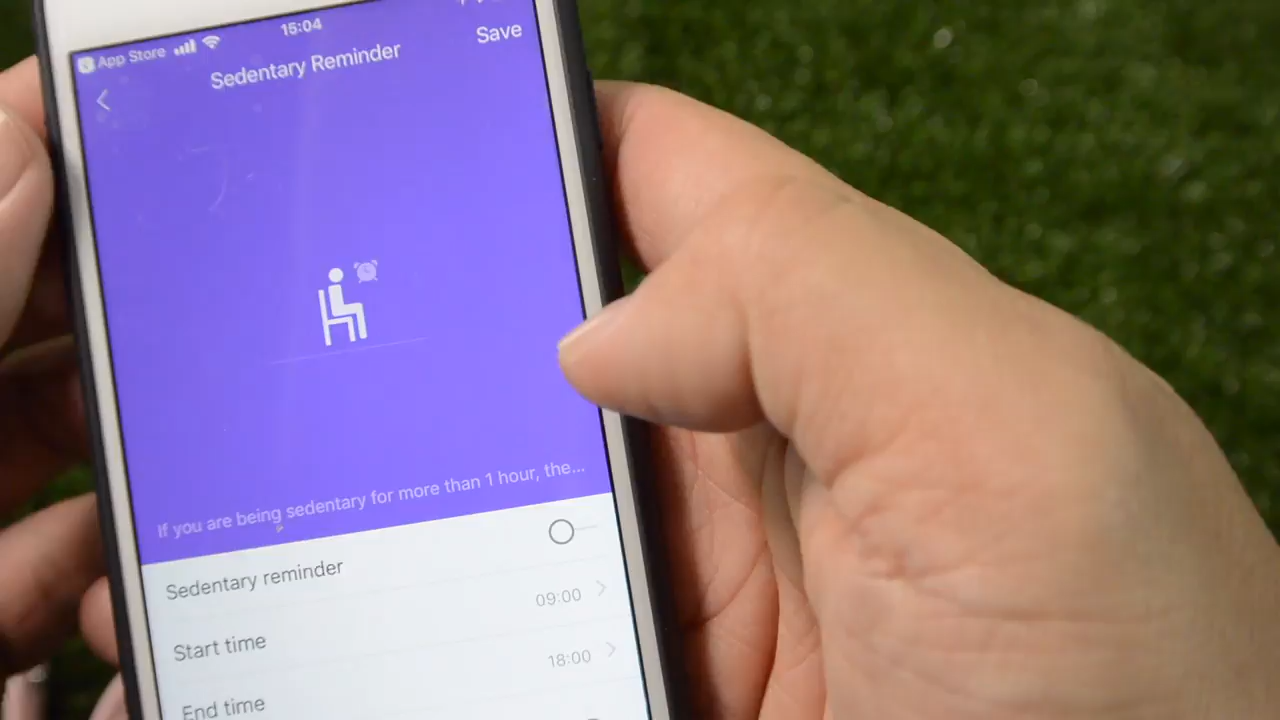 App Store
15:04
Sedentary Reminder
Save
If you are being sedentary for more than 1 hour, the...
Sedentary reminder
Start time
09:00
End time
18:00